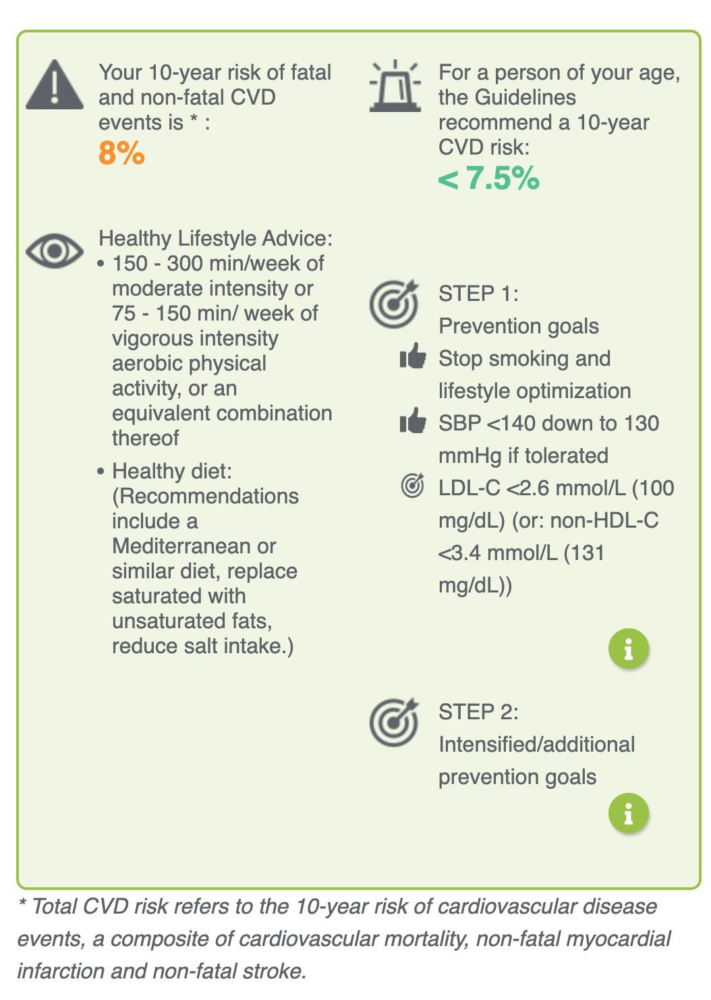 Your 10-year risk of fatal
and non-fatal CVD
events is * :
8%
For a person of your age,
the Guidelines
recommend a 10-year
CVD risk:
< 7.5%
Healthy Lifestyle Advice:
• 150 - 300 min/week of
moderate intensity or
75 - 150 min/ week of
vigorous intensity
aerobic physical
activity, or an
equivalent combination
thereof
• Healthy diet:
(Recommendations
include a
Mediterranean or
similar diet, replace
saturated with
unsaturated fats,
reduce salt intake.)
STEP 1:
Prevention goals
Stop smoking and
lifestyle optimization
SBP <140 down to 130
mmHg if tolerated
LDL-C <2.6 mmol/L (100
mg/dL) (or: non-HDL-C
<3.4 mmol/L (131
mg/dL))
i
STEP 2:
Intensified/additional
prevention goals
i
* Total CVD risk refers to the 10-year risk of cardiovascular disease
events, a composite of cardiovascular mortality, non-fatal myocardial
infarction and non-fatal stroke.